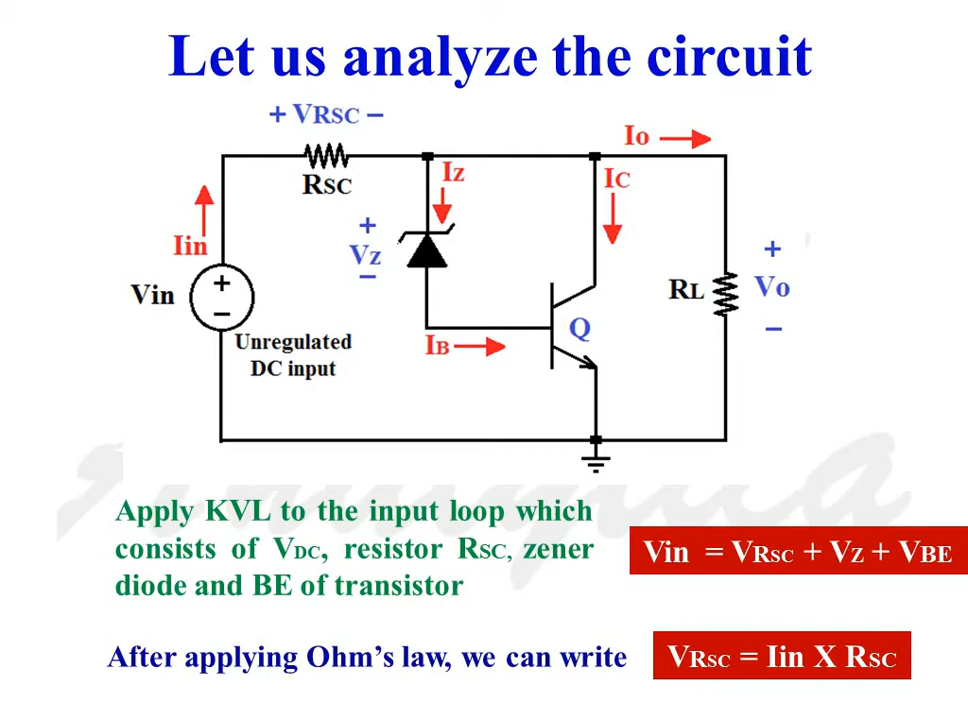 Let us analyze the circuit
+ VRSC −
Io
RSC
IZ
IC
+
VZ
−
Iin
Vin
+
−
RL
+
Vo
−
Unregulated
DC input
IB
Q
Apply KVL to the input loop which
consists of VDC, resistor RSC, zener
diode and BE of transistor
Vin = VRSC + VZ + VBE
After applying Ohm’s law, we can write
VRSC = Iin X RSC